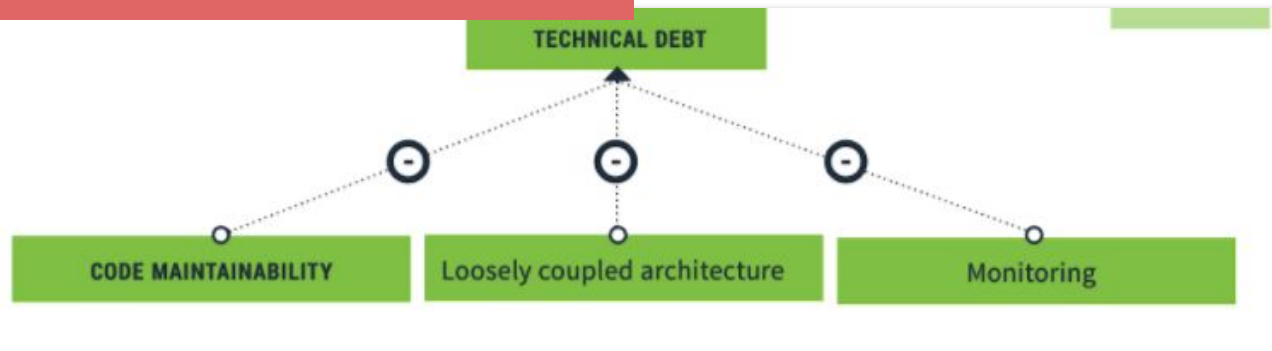 TECHNICAL DEBT
-
-
-
CODE MAINTAINABILITY
Loosely coupled architecture
Monitoring